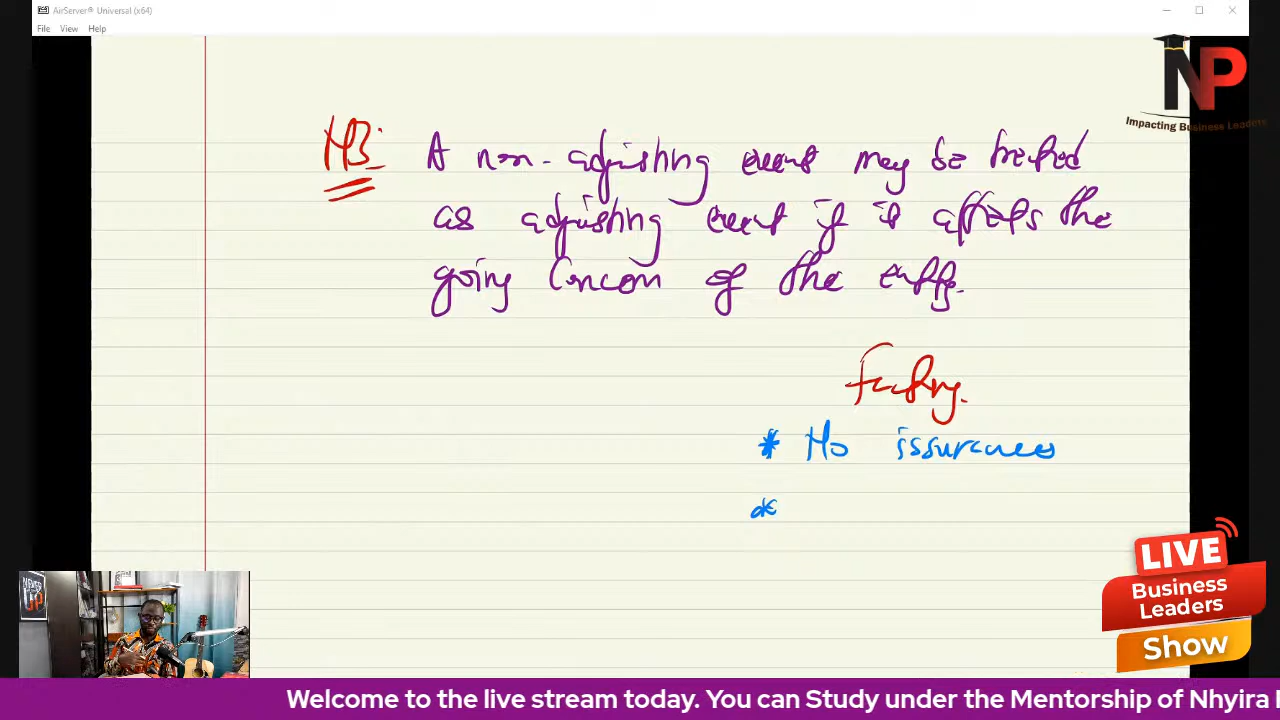 AirServer® Universal (x64)
File View Help
NP
Impacting Business Leaders
NB:
A non-adjusting event may be treated
as adjusting event if it affects the
going concern of the entity.
* No issurances
*
LIVE
Business
Leaders
Show
Welcome to the live stream today. You can Study under the Mentorship of Nhyira